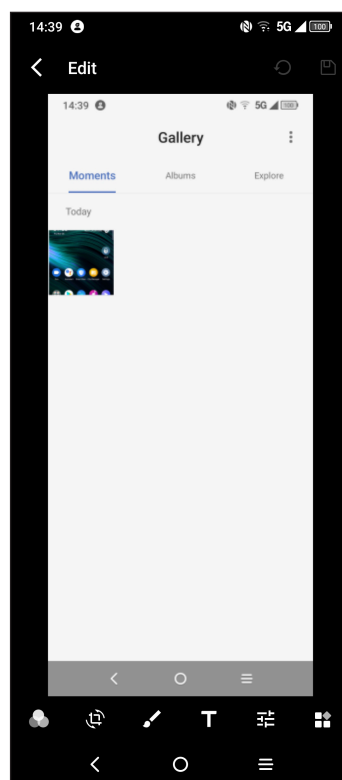 14:39 5G 100
Edit
14:39 5G 100
Gallery
Moments Albums Explore
Today
T